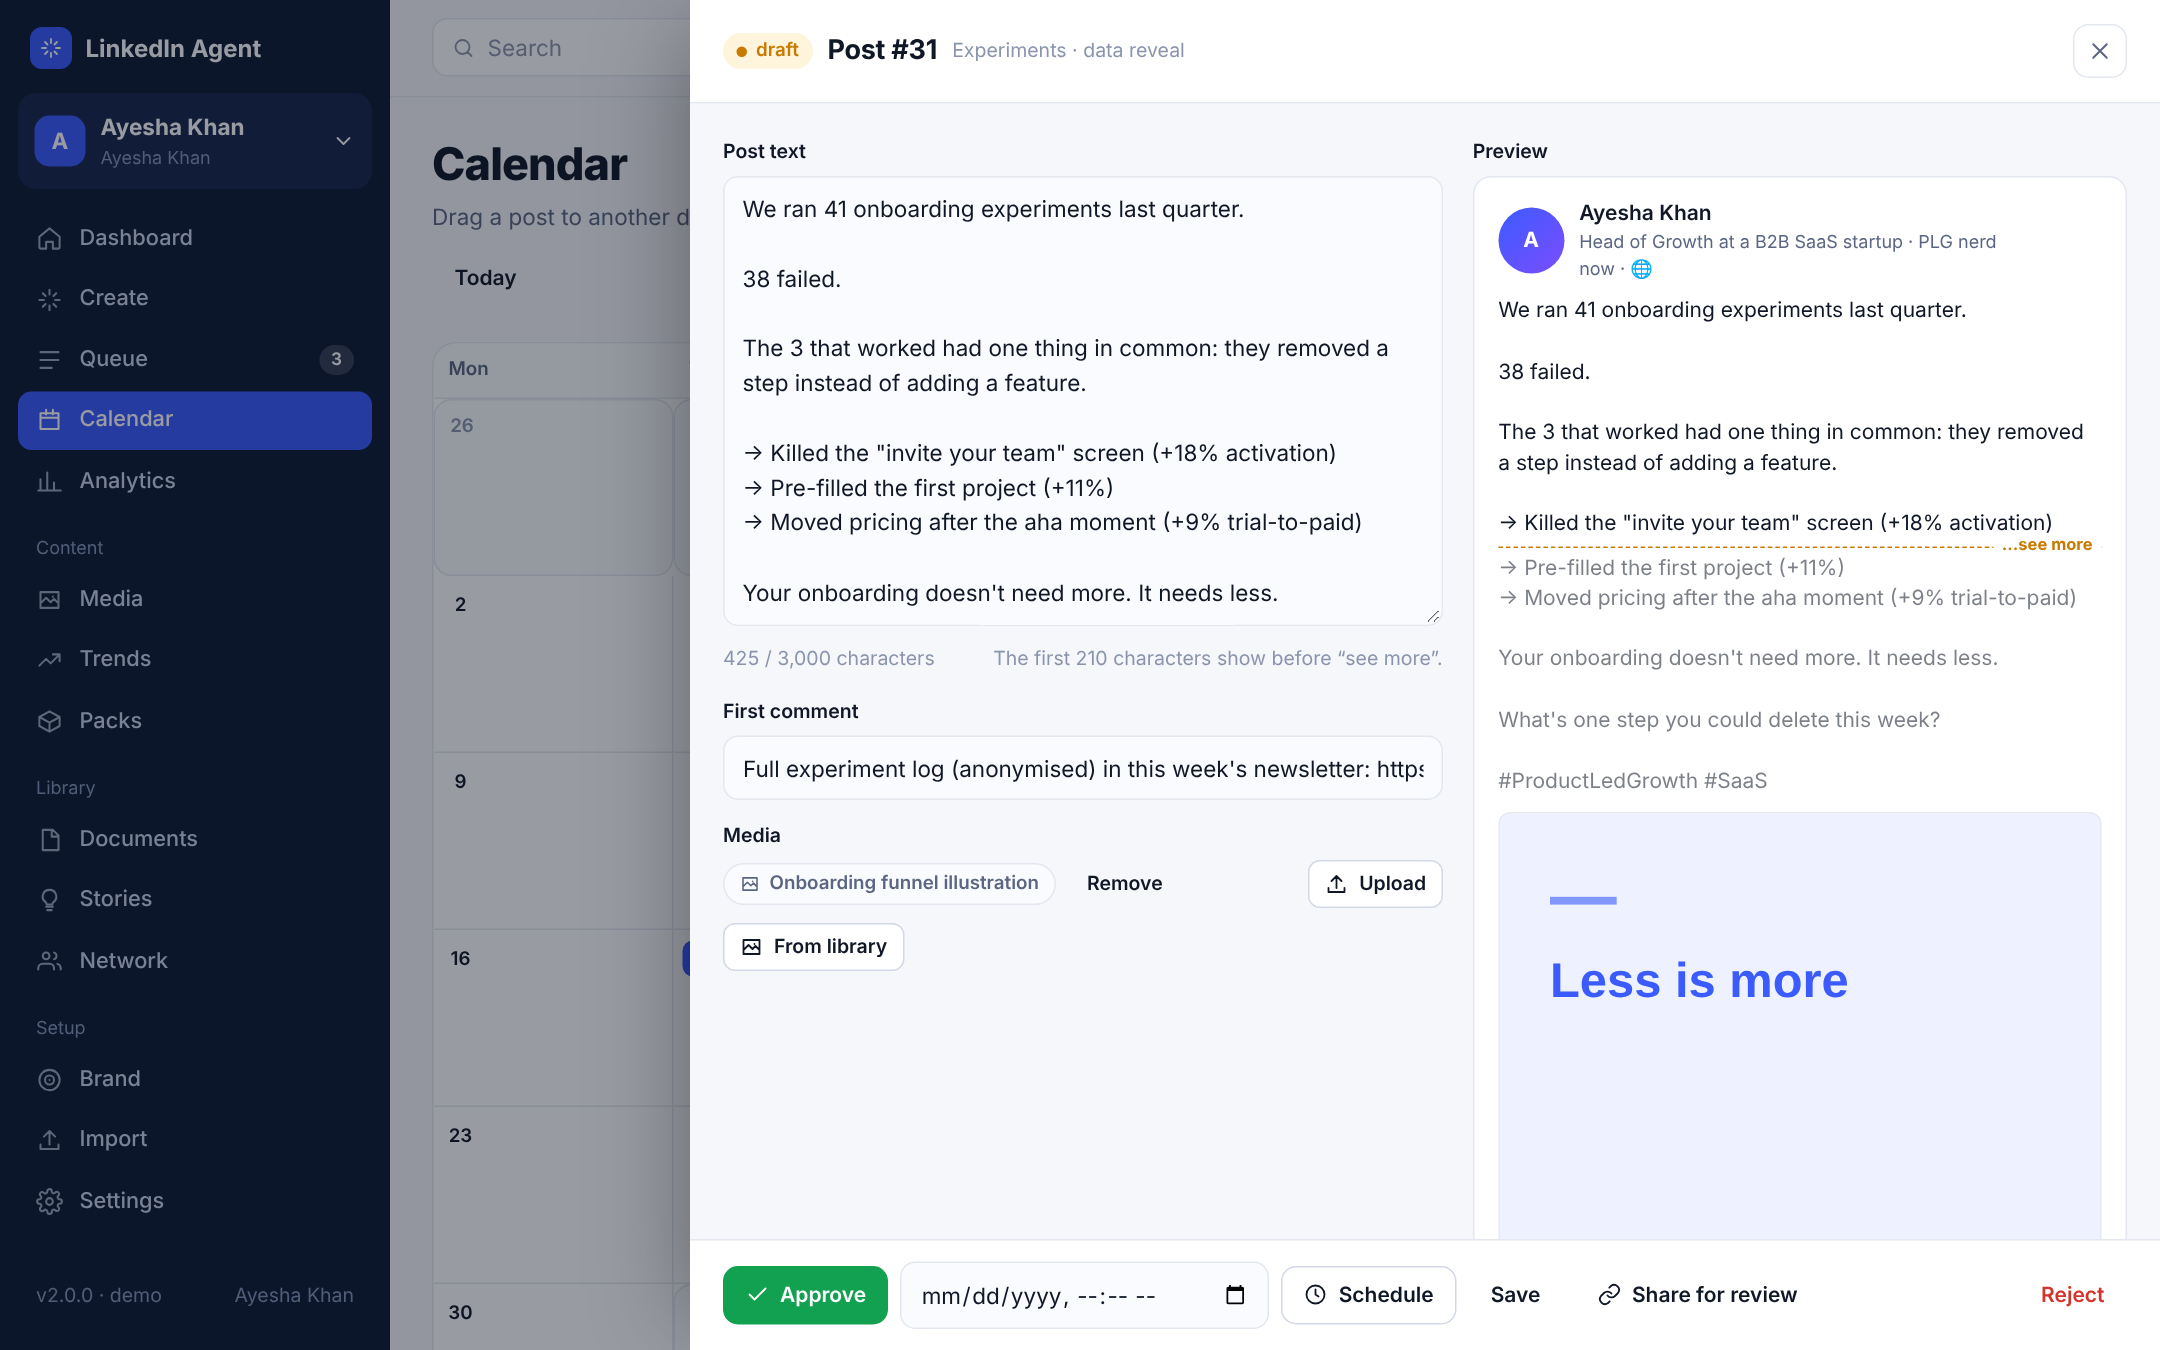 LinkedIn Agent
A
Ayesha Khan
Ayesha Khan
Dashboard
Create
Queue
3
Calendar
Analytics
Content
Media
Trends
Packs
Library
Documents
Stories
Network
Setup
Brand
Import
Settings
v2.0.0 · demo
Ayesha Khan
Search
Calendar
Drag a post to another d
Today
Mon
26
2
9
16
23
30
draft
Post #31
Experiments · data reveal
Post text
We ran 41 onboarding experiments last quarter.
38 failed.
The 3 that worked had one thing in common: they removed a
step instead of adding a feature.
→ Killed the "invite your team" screen (+18% activation)
→ Pre-filled the first project (+11%)
→ Moved pricing after the aha moment (+9% trial-to-paid)
Your onboarding doesn't need more. It needs less.
425 / 3,000 characters
The first 210 characters show before “see more”.
First comment
Full experiment log (anonymised) in this week's newsletter: https
Media
Onboarding funnel illustration
Remove
Upload
From library
Preview
A
Ayesha Khan
Head of Growth at a B2B SaaS startup · PLG nerd
now · 🌐
We ran 41 onboarding experiments last quarter.
38 failed.
The 3 that worked had one thing in common: they removed
a step instead of adding a feature.
→ Killed the "invite your team" screen (+18% activation)
...see more
→ Pre-filled the first project (+11%)
→ Moved pricing after the aha moment (+9% trial-to-paid)
Your onboarding doesn't need more. It needs less.
What's one step you could delete this week?
#ProductLedGrowth #SaaS
Less is more
Approve
mm/dd/yyyy, --:-- --
Schedule
Save
Share for review
Reject